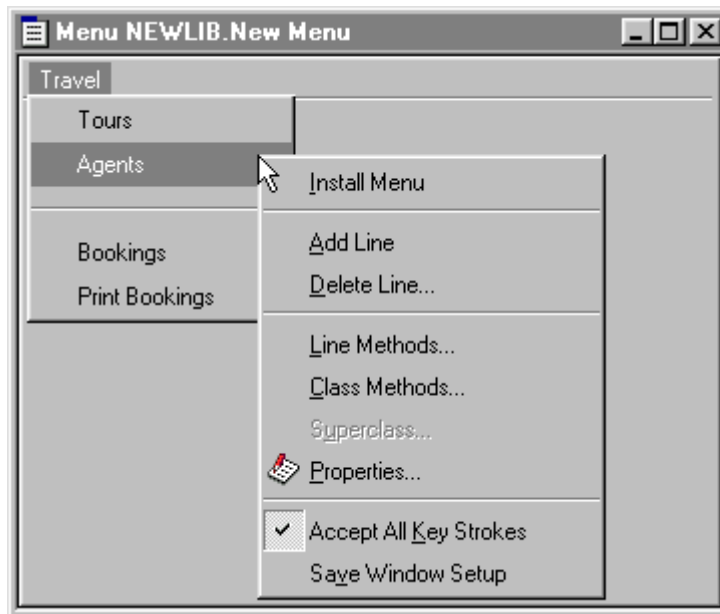 Menu NEWLIB.New Menu
Travel
Tours
Agents
Bookings
Print Bookings
Install Menu
Add Line
Delete Line...
Line Methods...
Class Methods...
Superclass...
Properties...
Accept All Key Strokes
Save Window Setup